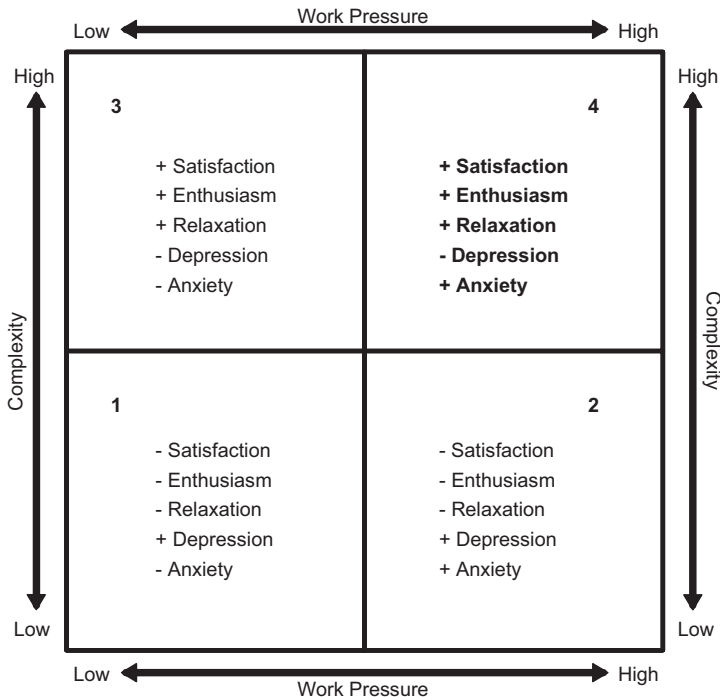 Work Pressure
Low High
High High
3
+ Satisfaction
+ Enthusiasm
+ Relaxation
- Depression
- Anxiety
4
+ Satisfaction
+ Enthusiasm
+ Relaxation
- Depression
+ Anxiety
Complexity
Complexity
1
- Satisfaction
- Enthusiasm
- Relaxation
+ Depression
- Anxiety
2
- Satisfaction
- Enthusiasm
- Relaxation
+ Depression
+ Anxiety
Low Low
Low High
Work Pressure